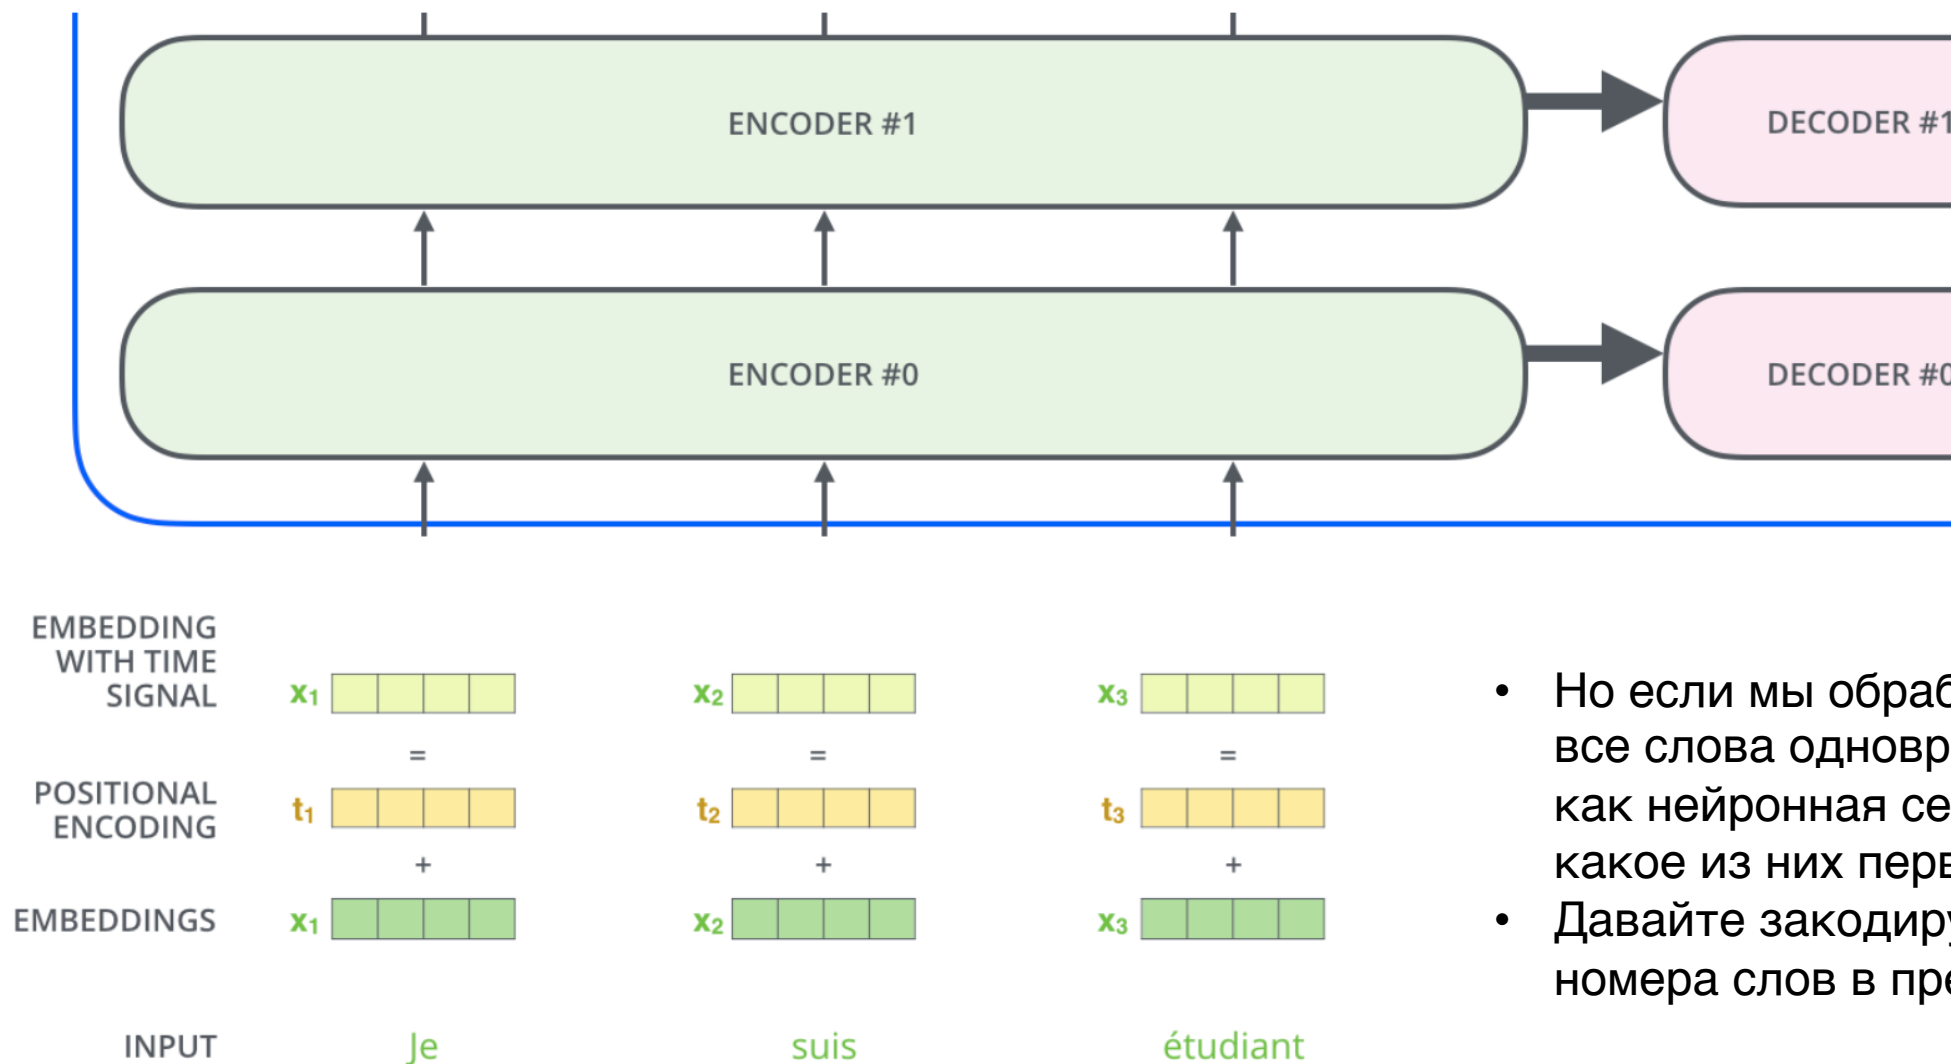 ENCODER #1
DECODER #1
ENCODER #0
DECODER #0
EMBEDDING
WITH TIME
SIGNAL
x1
x2
x3
=
=
=
POSITIONAL
ENCODING
t1
t2
t3
+
+
+
EMBEDDINGS
x1
x2
x3
INPUT
Je
suis
étudiant
• Но если мы обраб
все слова одновр
как нейронная се
какое из них перв
• Давайте закодиру
номера слов в пре